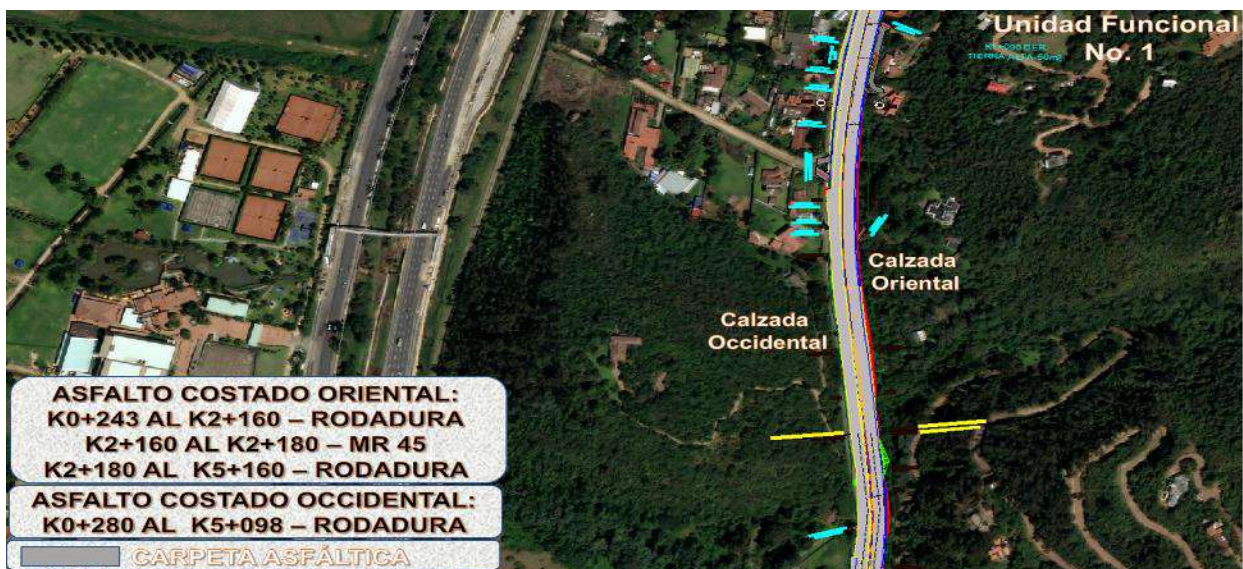 Unidad Funcional
No. 1
Calzada
Oriental
Calzada
Occidental
ASFALTO COSTADO ORIENTAL:
K0+243 AL K2+160 – RODADURA
K2+160 AL K2+180 – MR 45
K2+180 AL K5+160 – RODADURA
ASFALTO COSTADO OCCIDENTAL:
K0+280 AL K5+098 – RODADURA
CARPETA ASFÁLTICA